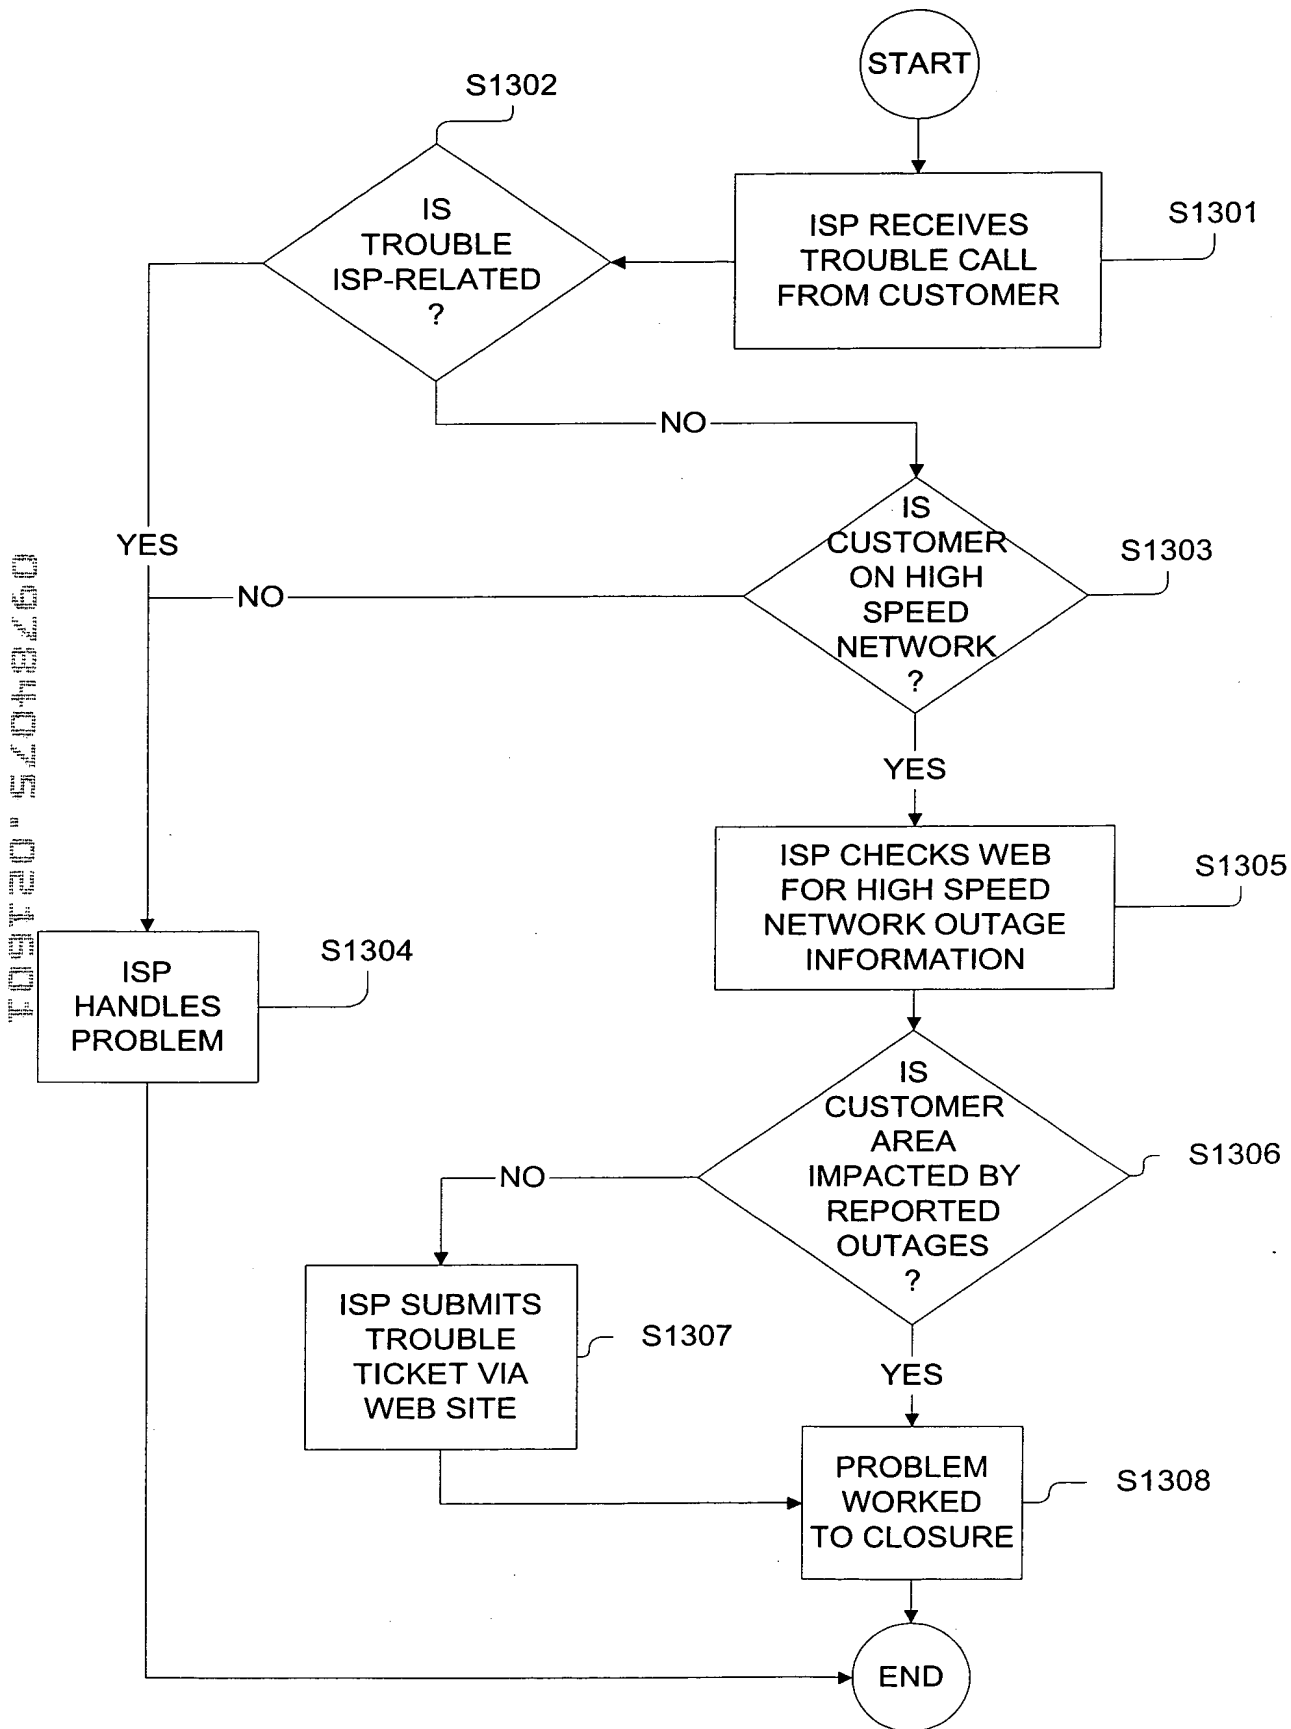 START
S1302
IS
TROUBLE
ISP-RELATED
?
ISP RECEIVES
TROUBLE CALL
FROM CUSTOMER
S1301
NO
YES
IS
CUSTOMER
ON HIGH
SPEED
NETWORK
?
S1303
NO
YES
ISP CHECKS WEB
FOR HIGH SPEED
NETWORK OUTAGE
INFORMATION
S1305
ISP
HANDLES
PROBLEM
S1304
IS
CUSTOMER
AREA
IMPACTED BY
REPORTED
OUTAGES
?
S1306
NO
ISP SUBMITS
TROUBLE
TICKET VIA
WEB SITE
S1307
YES
PROBLEM
WORKED
TO CLOSURE
S1308
END
09784075.021501